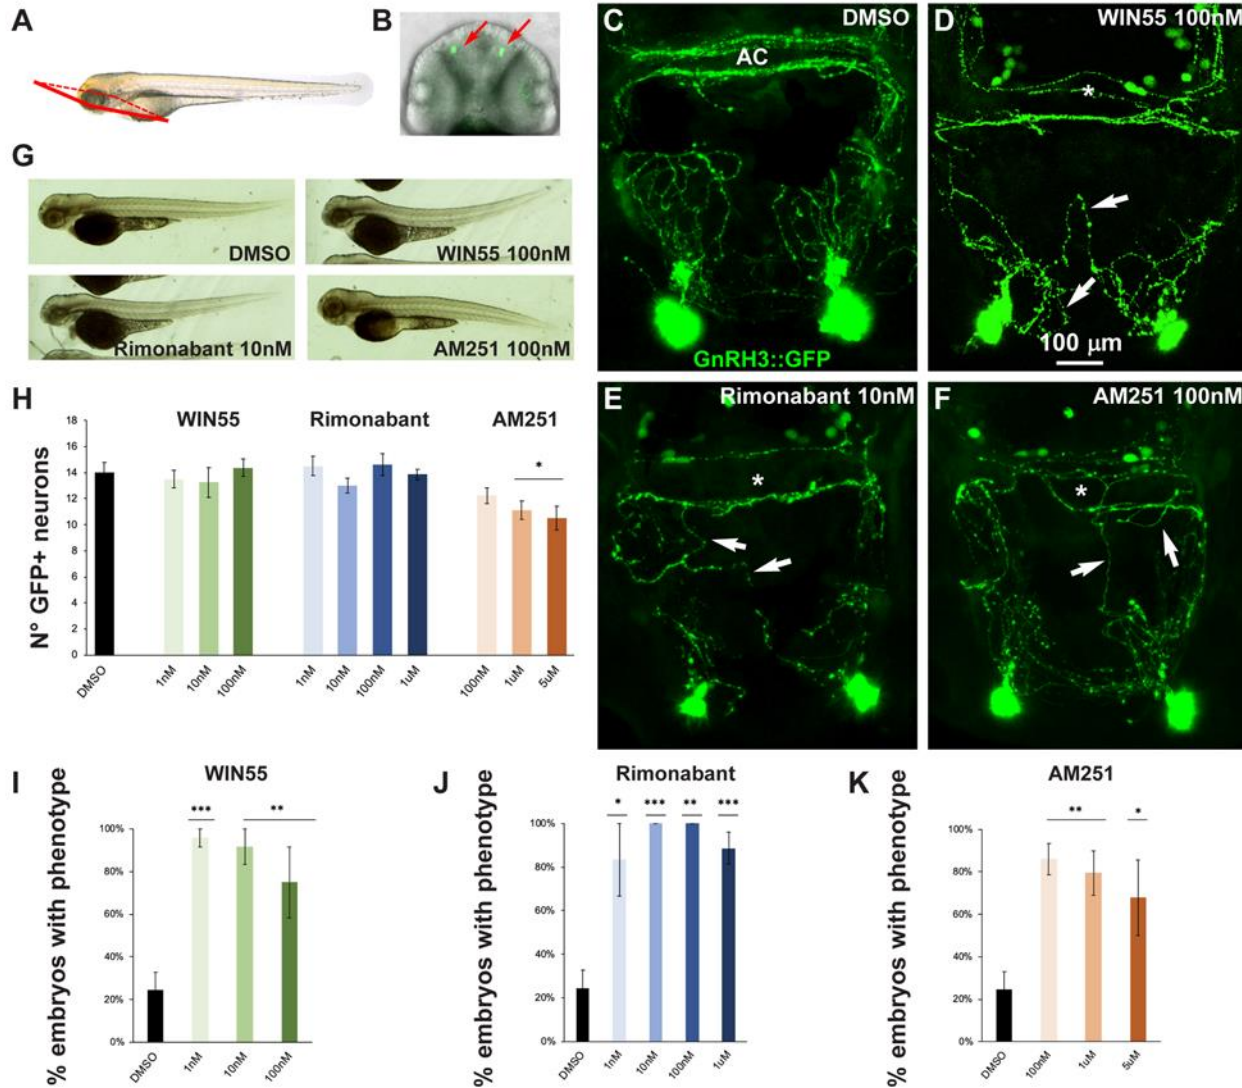 A
B
C
DMSO
AC
GnRH3::GFP
D
WIN55 100nM
*
100 μm
G
DMSO
WIN55 100nM
Rimonabant 10nM
AM251 100nM
E
Rimonabant 10nM
*
F
AM251 100nM
*
H
WIN55
Rimonabant
AM251
N° GFP+ neurons
18
16
14
12
10
8
6
4
2
0
*
DMSO
1nM
10nM
100nM
1nM
10nM
100nM
1uM
100nM
1uM
5uM
I
WIN55
% embryos with phenotype
*** **
100%
80%
60%
40%
20%
0%
DMSO
1nM
10nM
100nM
J
Rimonabant
% embryos with phenotype
* *** ** ***
100%
80%
60%
40%
20%
0%
DMSO
1nM
10nM
100nM
1uM
K
AM251
% embryos with phenotype
** *
100%
80%
60%
40%
20%
0%
DMSO
100nM
1uM
5uM